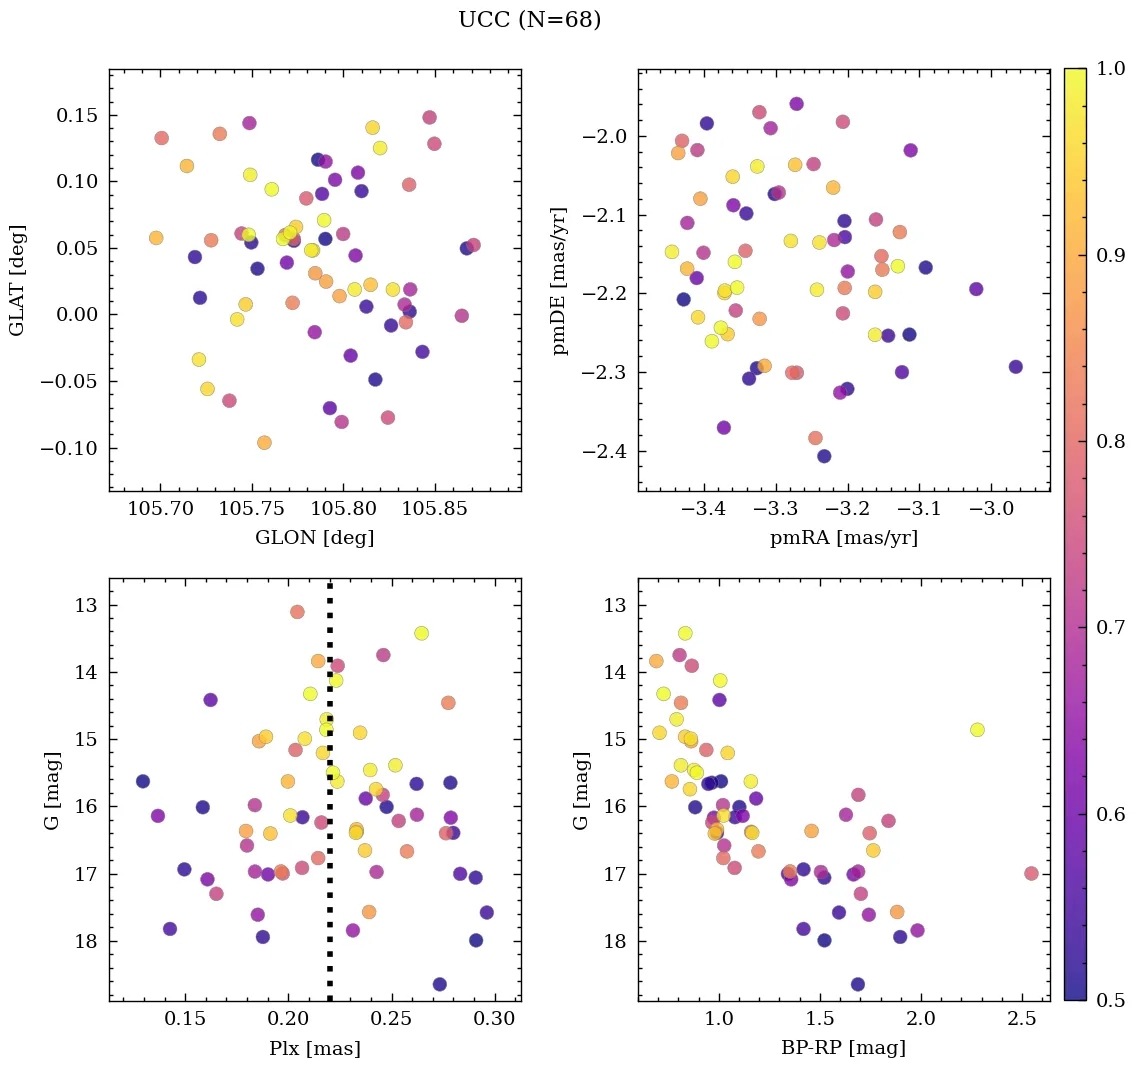 UCC (N=68)
0.15
0.10
0.05
0.00
−0.05
−0.10
GLAT [deg]
105.70 105.75 105.80 105.85
GLON [deg]
−2.0
−2.1
−2.2
−2.3
−2.4
pmDE [mas/yr]
−3.4 −3.3 −3.2 −3.1 −3.0
pmRA [mas/yr]
1.0
0.9
0.8
0.7
0.6
0.5
13
14
15
16
17
18
G [mag]
0.15 0.20 0.25 0.30
Plx [mas]
13
14
15
16
17
18
G [mag]
1.0 1.5 2.0 2.5
BP-RP [mag]